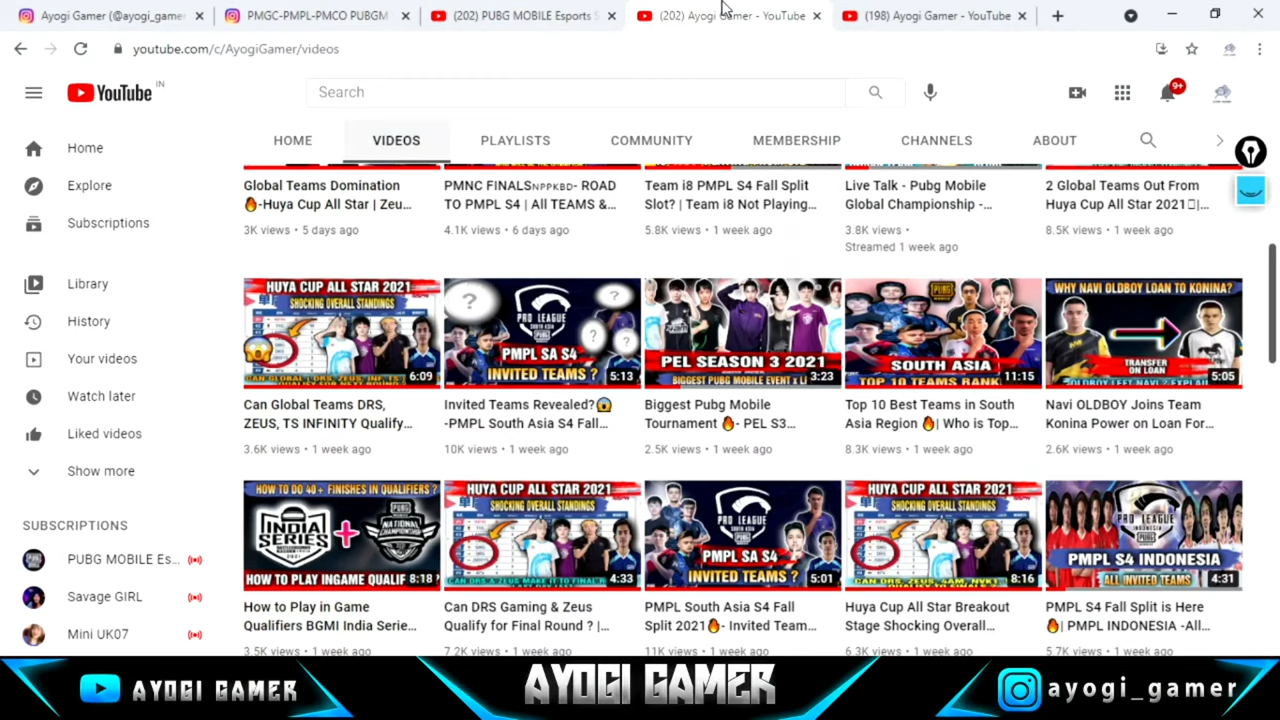 Ayogi Gamer (@ayogi_gamer
PMGC-PMPL-PMCO PUBGM
(202) PUBG MOBILE Esports S
(202) Ayogi Gamer - YouTube
(198) Ayogi Gamer - YouTube
youtube.com/c/AyogiGamer/videos
YouTube IN
Search
9+
HOME VIDEOS PLAYLISTS COMMUNITY MEMBERSHIP CHANNELS ABOUT
Home
Explore
Subscriptions
Library
History
Your videos
Watch later
Liked videos
Show more
SUBSCRIPTIONS
PUBG MOBILE Es...
Savage GIRL
Mini UK07
Global Teams Domination
🔥-Huya Cup All Star | Zeu...
3K views • 5 days ago
PMNC FINALSNPPKBD- ROAD
TO PMPL S4 | All TEAMS &...
4.1K views • 6 days ago
Team i8 PMPL S4 Fall Split
Slot? | Team i8 Not Playing...
5.8K views • 1 week ago
Live Talk - Pubg Mobile
Global Championship -...
3.8K views •
Streamed 1 week ago
2 Global Teams Out From
Huya Cup All Star 2021|...
8.5K views • 1 week ago
HUYA CUP ALL STAR 2021
SHOCKING OVERALL STANDINGS
6:09
Can Global Teams DRS,
ZEUS, TS INFINITY Qualify...
3.6K views • 1 week ago
PRO LEAGUE
SOUTH ASIA
PMPL SA S4
INVITED TEAMS ?
5:13
Invited Teams Revealed?😱
-PMPL South Asia S4 Fall...
10K views • 1 week ago
PEL SEASON 3 2021
BIGGEST PUBG MOBILE EVENT
3:23
Biggest Pubg Mobile
Tournament 🔥- PEL S3...
2.5K views • 1 week ago
SOUTH ASIA
TOP 10 TEAMS RANK
11:15
Top 10 Best Teams in South
Asia Region 🔥| Who is Top...
8.3K views • 1 week ago
WHY NAVI OLDBOY LOAN TO KONINA?
TRANSFER
ON LOAN
5:05
Navi OLDBOY Joins Team
Konina Power on Loan For...
2.6K views • 1 week ago
HOW TO DO 40+ FINISHES IN QUALIFIERS ?
INDIA
SERIES
2021
+
NATIONAL
CHAMPIONSHIP
HOW TO PLAY INGAME QUALIF
8:18
How to Play in Game
Qualifiers BGMI India Serie...
3.5K views • 1 week ago
HUYA CUP ALL STAR 2021
SHOCKING OVERALL STANDINGS
4:33
Can DRS Gaming & Zeus
Qualify for Final Round ? |...
7.2K views • 1 week ago
PRO LEAGUE
SOUTH ASIA
PMPL SA S4
INVITED TEAMS ?
5:01
PMPL South Asia S4 Fall
Split 2021🔥- Invited Team...
11K views • 1 week ago
HUYA CUP ALL STAR 2021
SHOCKING OVERALL STANDINGS
8:16
Huya Cup All Star Breakout
Stage Shocking Overall...
6.3K views • 1 week ago
PRO LEAGUE
INDONESIA
PMPL S4 INDONESIA
ALL INVITED TEAMS
4:31
PMPL S4 Fall Split is Here
🔥| PMPL INDONESIA -All...
5.7K views • 1 week ago
AYOGI GAMER
AYOGI GAMER
ayogi_gamer